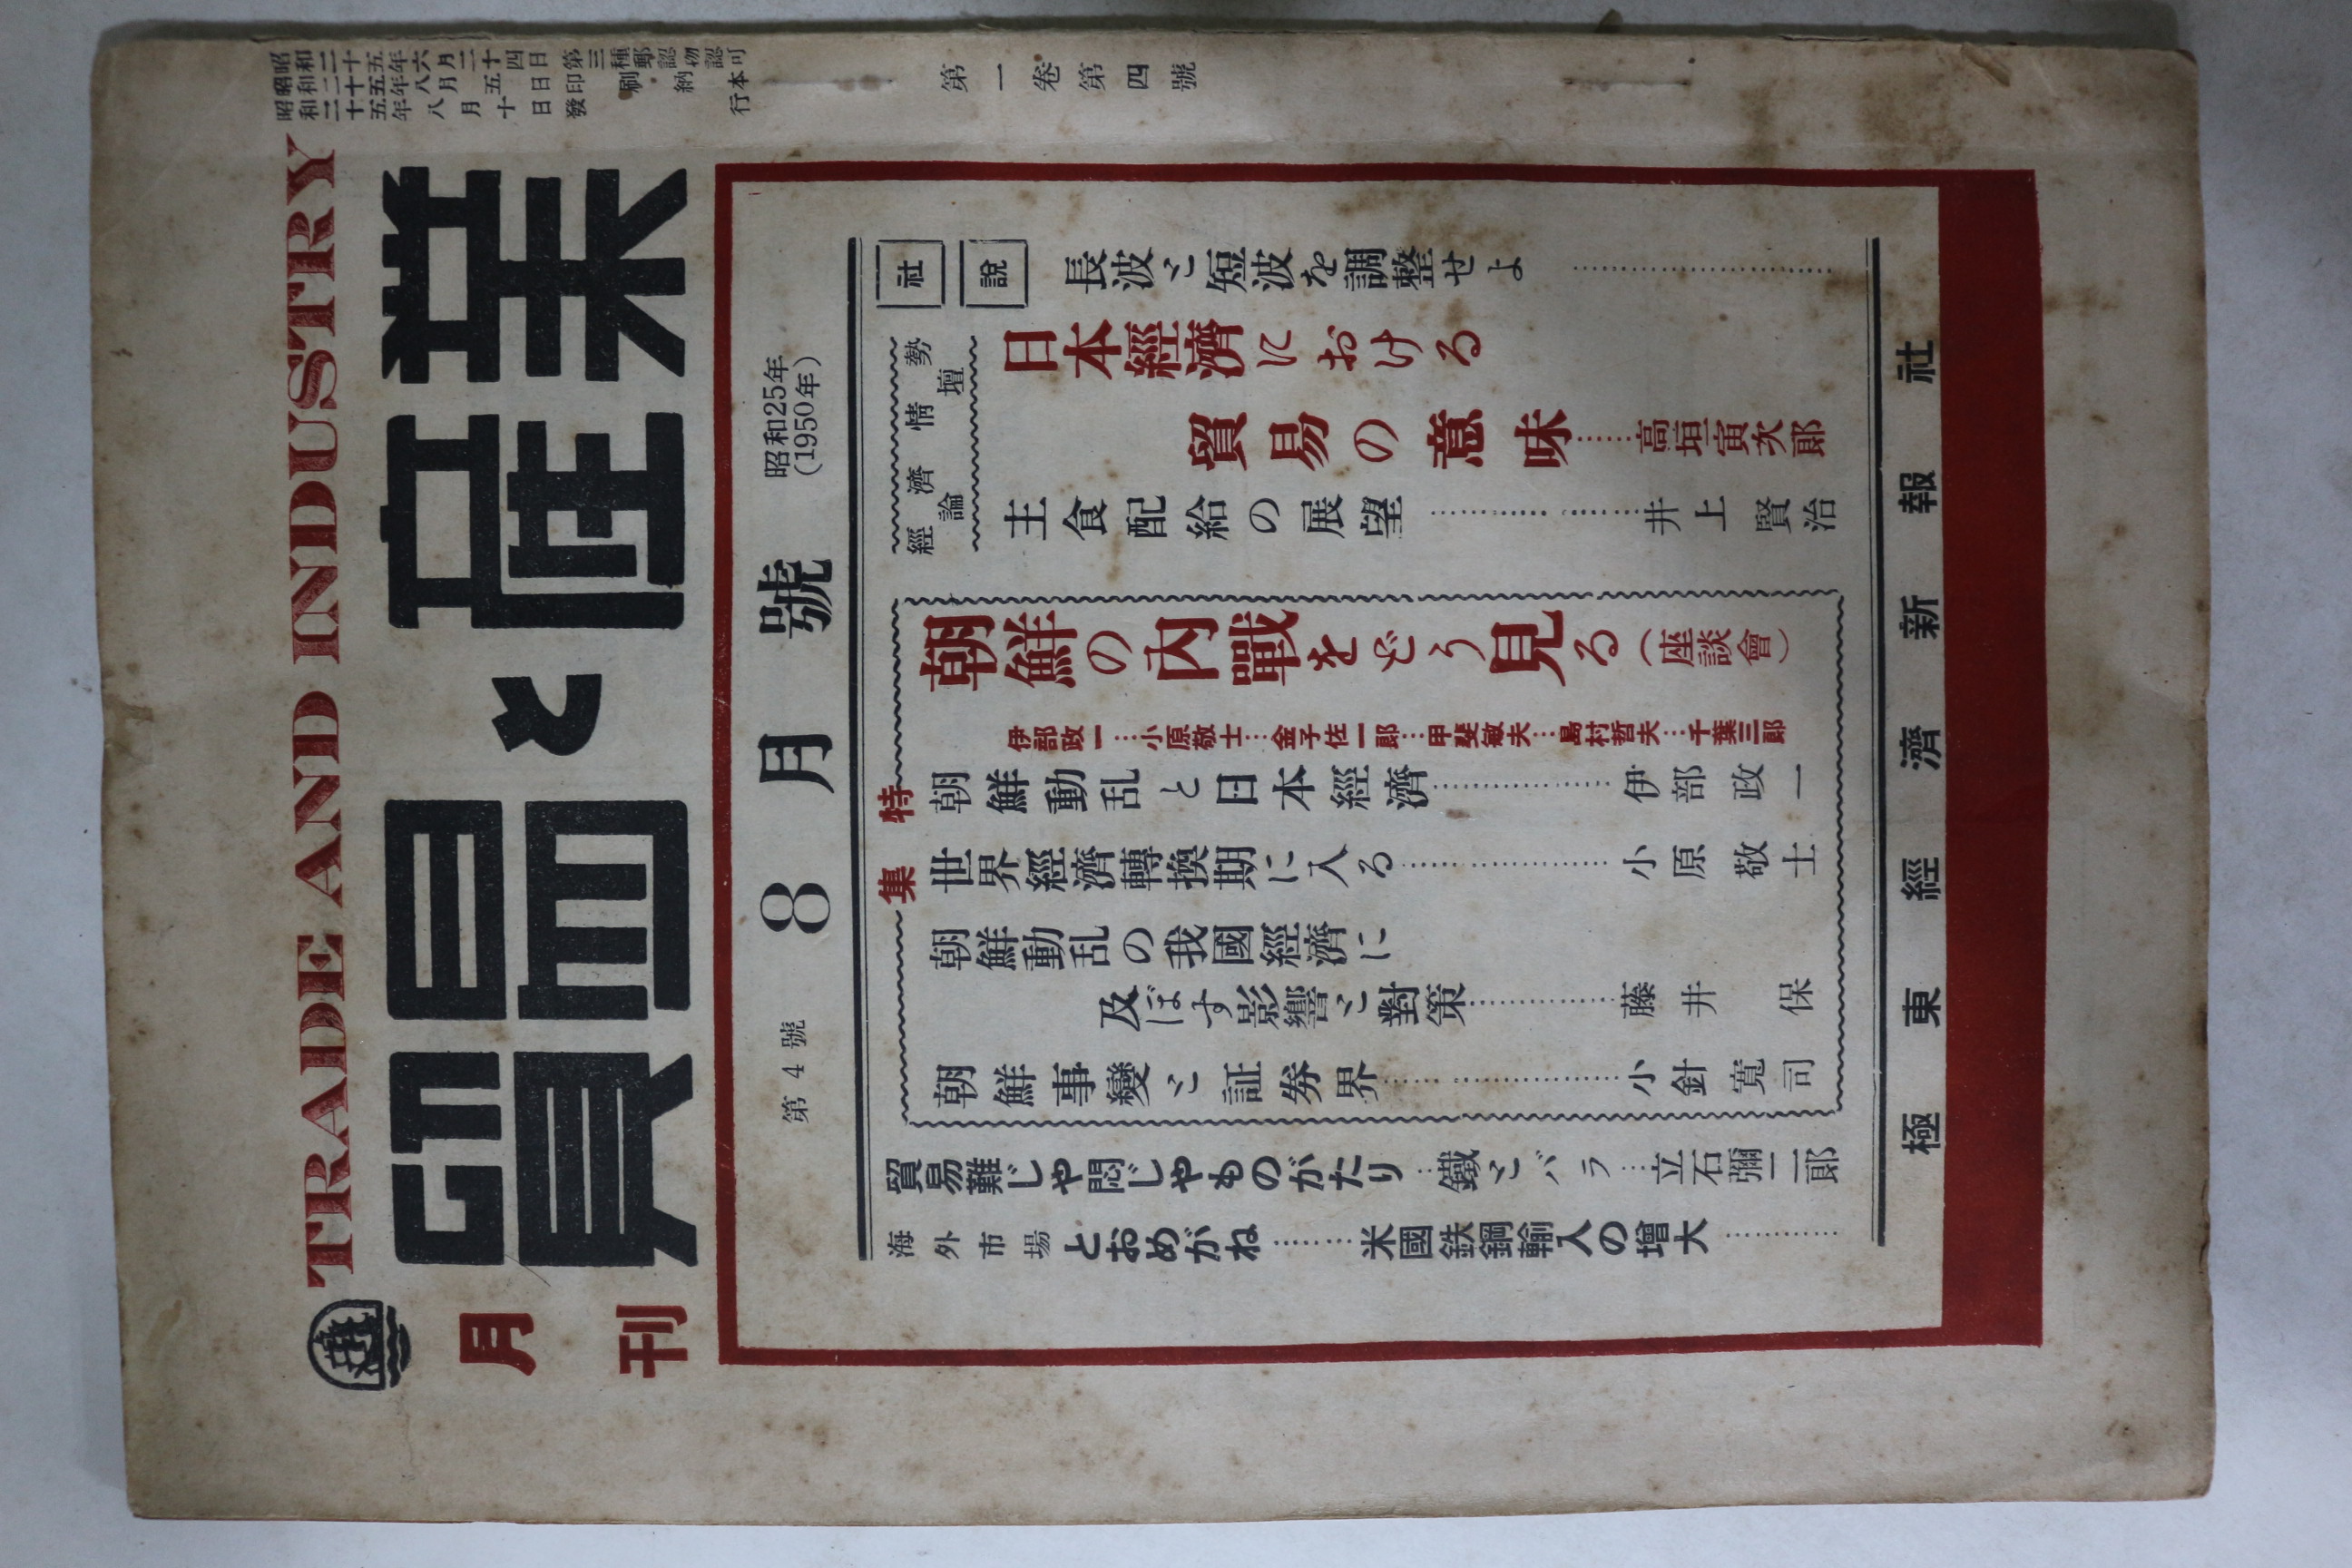 昭和二十五年六月二十四日第三種郵便物認可
昭和二十五年八月五日印刷納本
昭和二十五年八月十日發行
第一卷第四號
TRADE AND INDUSTRY
月刊
貿易と産業
第4號
8月號
昭和25年
(1950年)
社説
長波と短波を調整せよ…………
經濟情勢
論壇
日本經濟における
貿易の意味……高垣寅次郎
主食配給の展望…………井上賢治
特集
朝鮮の内戰をどう見る(座談會)
伊部政一…小原敬士…金子佐一郎…甲斐敏夫…島村哲夫…千葉三郎
朝鮮動乱と日本經濟…………伊部政一
世界經濟轉換期に入る…………小原敬士
朝鮮動乱の我國經濟に
及ぼす影響と對策…………藤井保
朝鮮事變と証券界…………小針寬司
貿易難じや悶じやものがたり…鐵とバラ…立石彌二郎
海外市場とおめがね……米國鉄鋼輸入の増大…………
極東經濟新報社